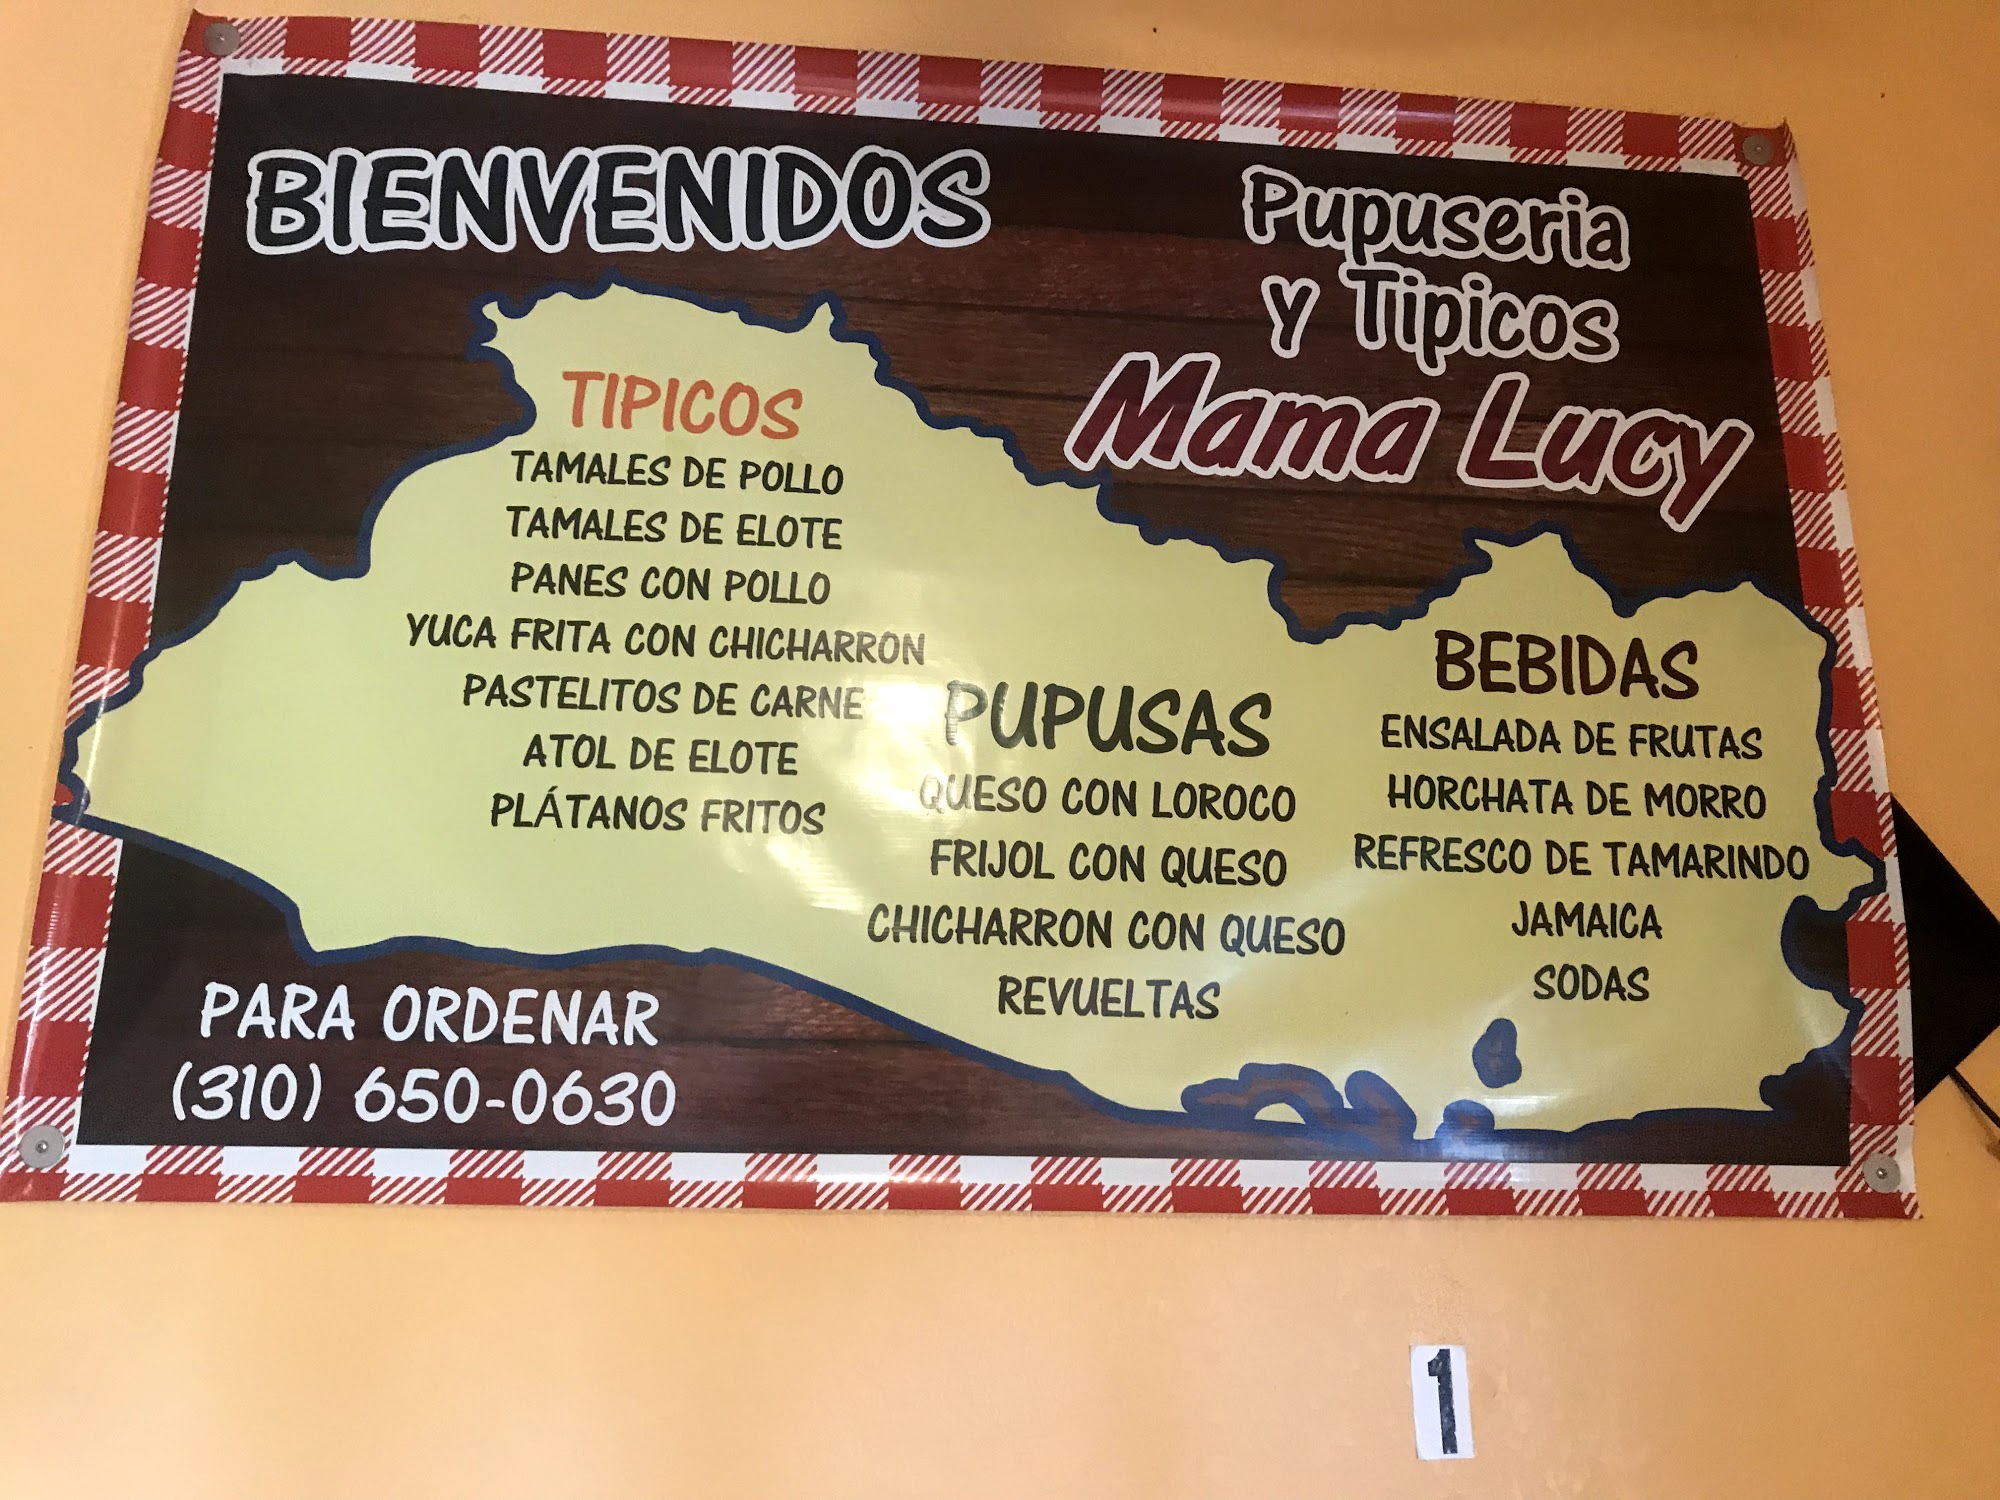 BIENVENIDOS
Pupuseria
y Tipicos
Mama Lucy
TIPICOS
TAMALES DE POLLO
TAMALES DE ELOTE
PANES CON POLLO
YUCA FRITA CON CHICHARRON
PASTELITOS DE CARNE
ATOL DE ELOTE
PLÁTANOS FRITOS
PUPUSAS
QUESO CON LOROCO
FRIJOL CON QUESO
CHICHARRON CON QUESO
REVUELTAS
BEBIDAS
ENSALADA DE FRUTAS
HORCHATA DE MORRO
REFRESCO DE TAMARINDO
JAMAICA
SODAS
PARA ORDENAR
(310) 650-0630
1